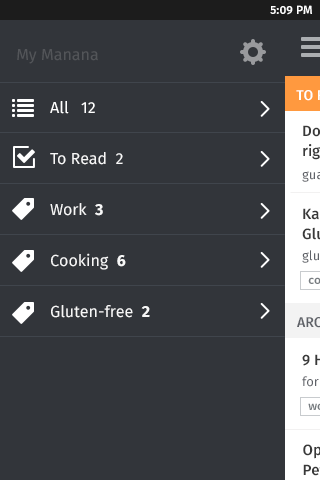 5:09 PM
My Manana
All 12
To Read 2
Work 3
Cooking 6
Gluten-free 2
TO
Do
rig
gua
Ka
Glu
glu
co
ARC
9 H
for
wo
Op
Pe